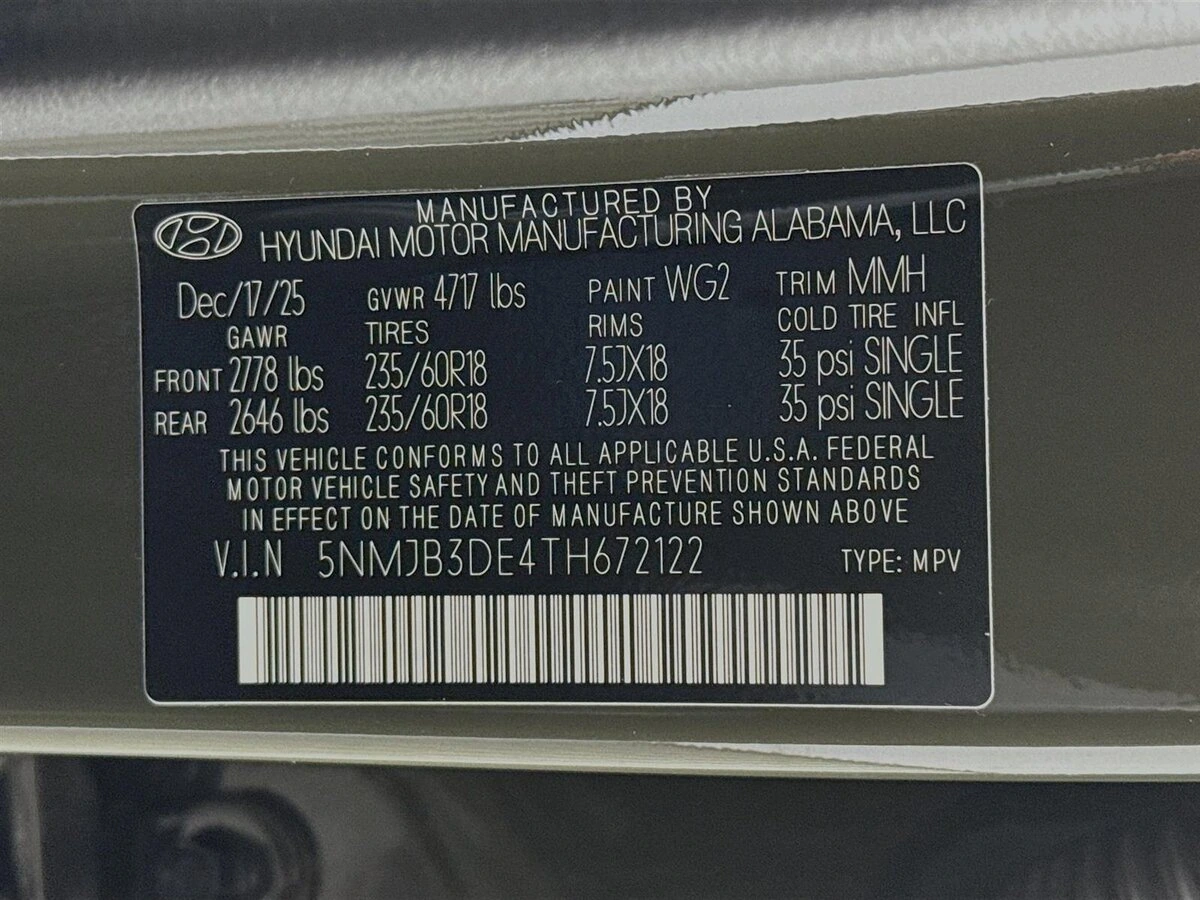 MANUFACTURED BY
HYUNDAI MOTOR MANUFACTURING ALABAMA, LLC
Dec/17/25 GVWR 4717 lbs PAINT WG2 TRIM MMH
GAWR TIRES RIMS COLD TIRE INFL
FRONT 2778 lbs 235/60R18 7.5JX18 35 psi SINGLE
REAR 2646 lbs 235/60R18 7.5JX18 35 psi SINGLE
THIS VEHICLE CONFORMS TO ALL APPLICABLE U.S.A. FEDERAL
MOTOR VEHICLE SAFETY AND THEFT PREVENTION STANDARDS
IN EFFECT ON THE DATE OF MANUFACTURE SHOWN ABOVE
V.I.N 5NMJB3DE4TH672122 TYPE: MPV